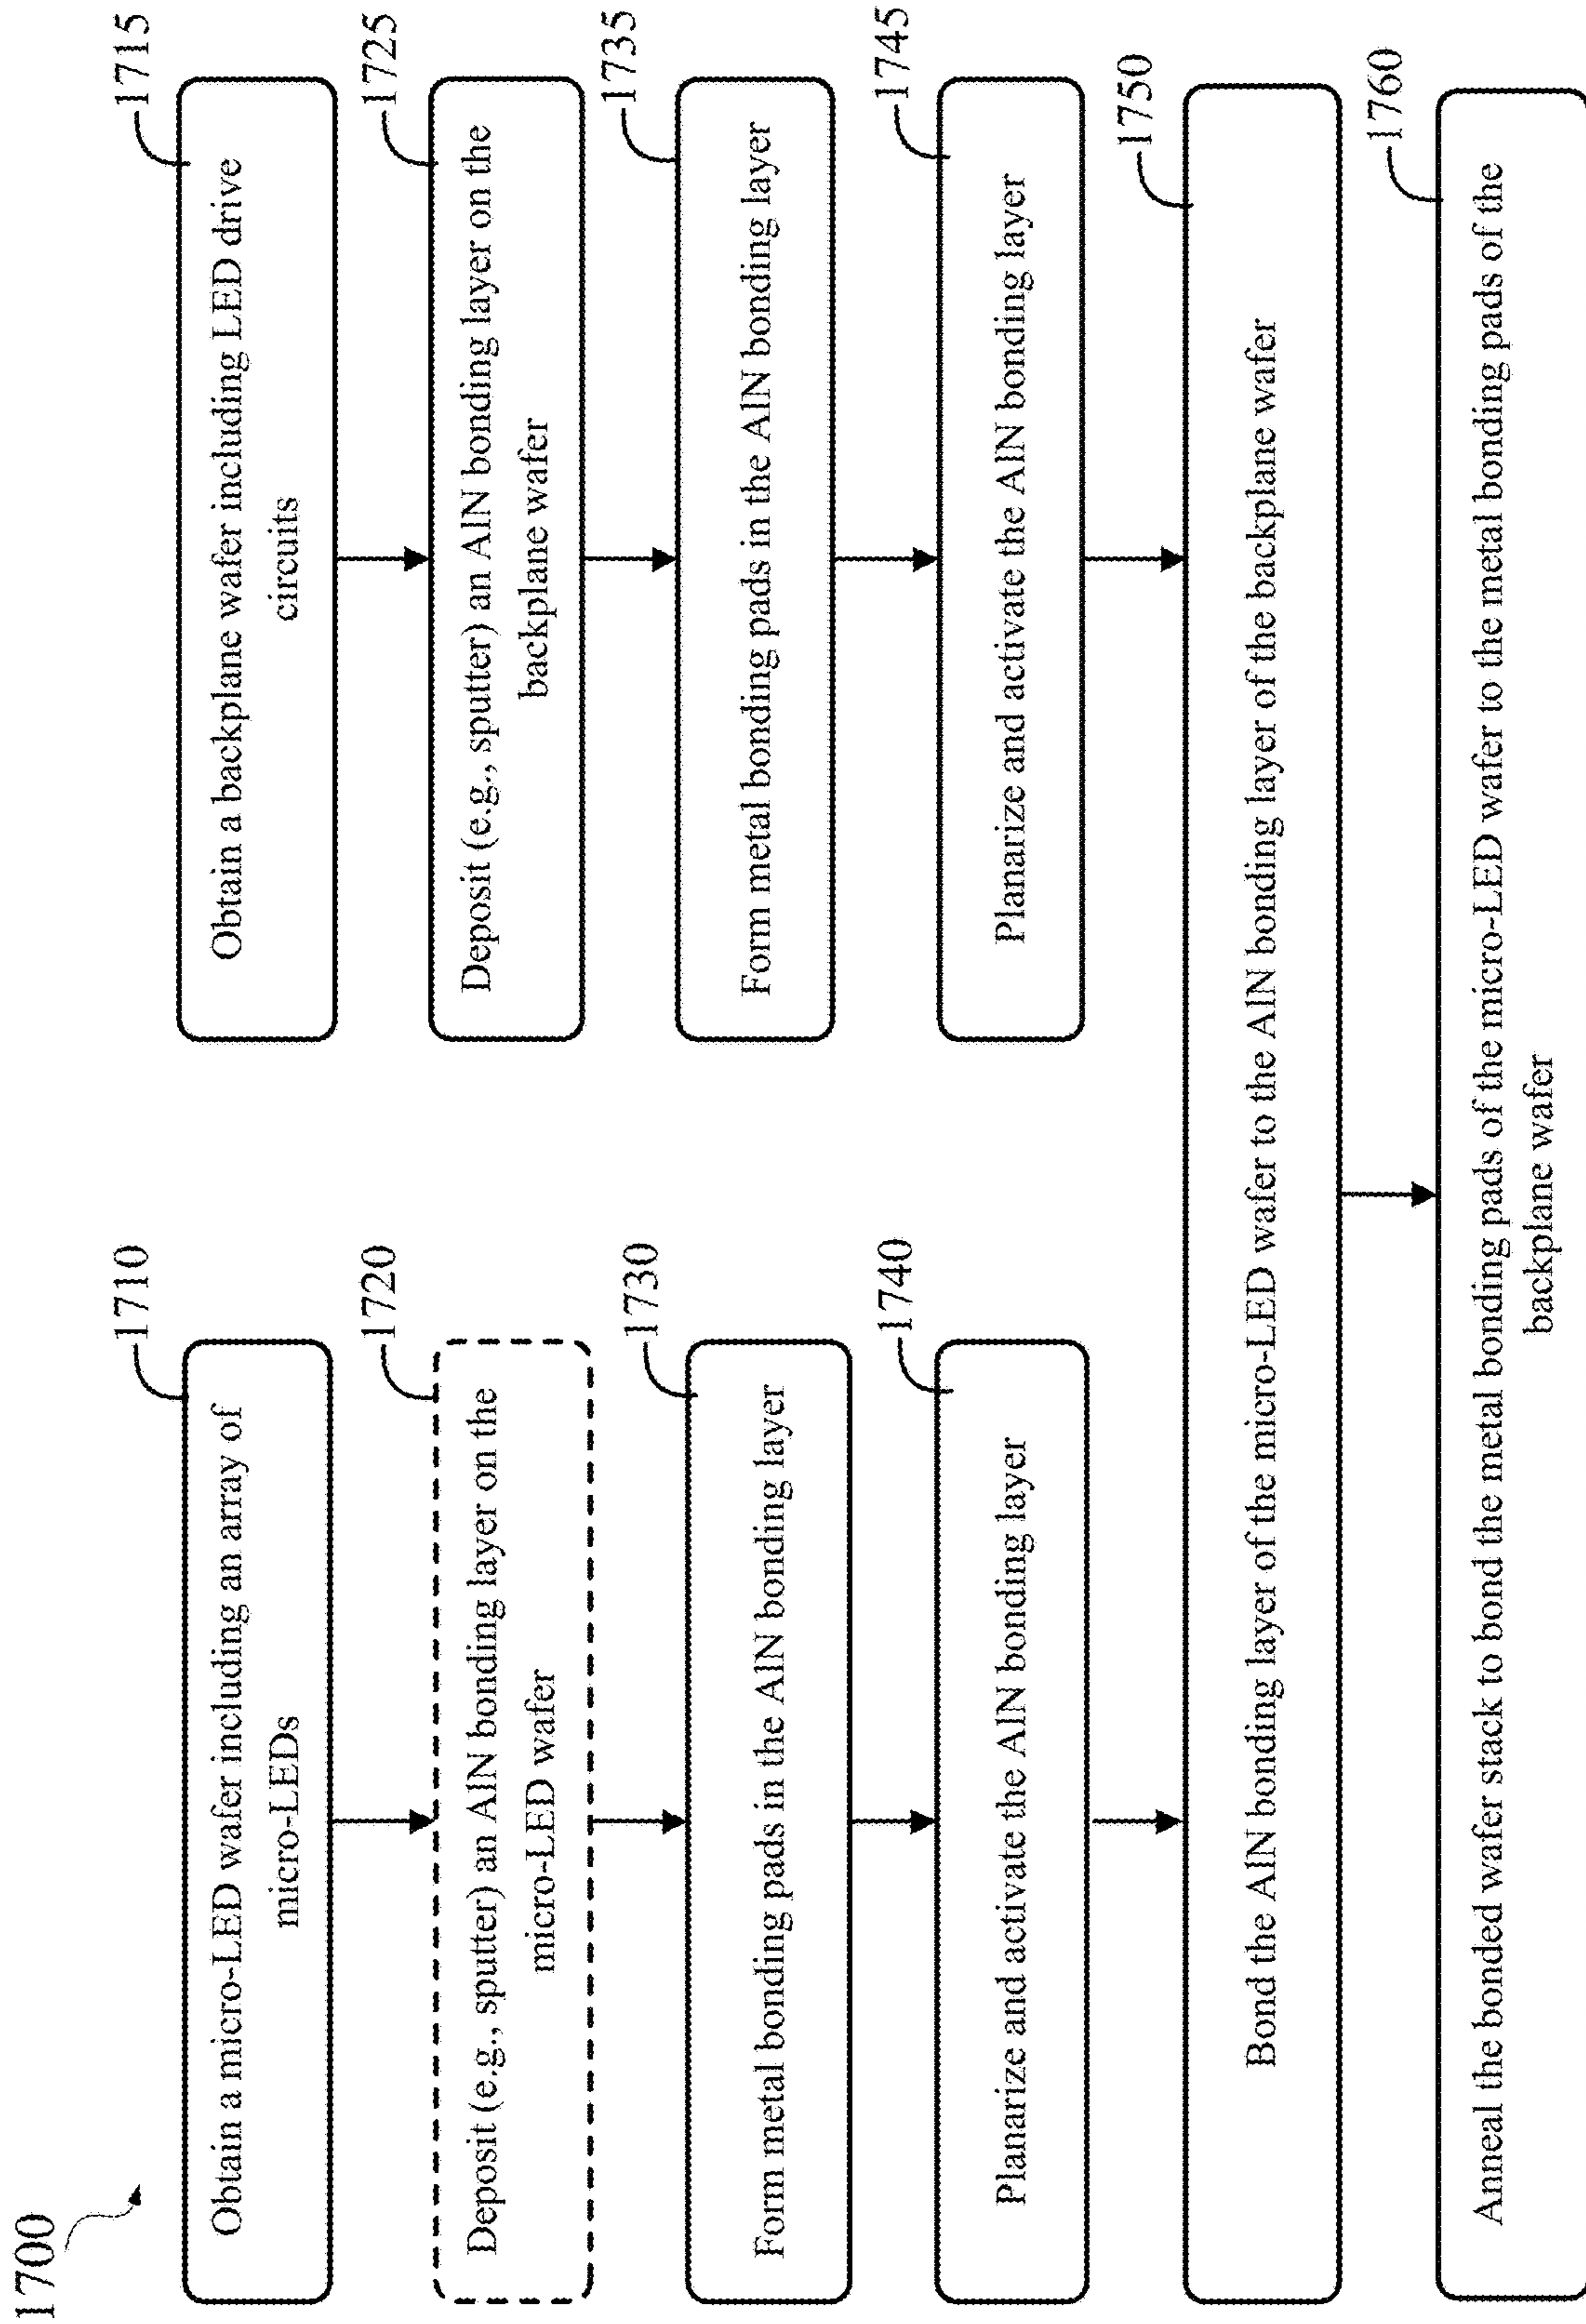 1700
1710
Obtain a micro-LED wafer including an array of
micro-LEDs
1720
Deposit (e.g., sputter) an AlN bonding layer on the
micro-LED wafer
1730
Form metal bonding pads in the AlN bonding layer
1740
Planarize and activate the AlN bonding layer
1715
Obtain a backplane wafer including LED drive
circuits
1725
Deposit (e.g., sputter) an AlN bonding layer on the
backplane wafer
1735
Form metal bonding pads in the AlN bonding layer
1745
Planarize and activate the AlN bonding layer
1750
Bond the AlN bonding layer of the micro-LED wafer to the AlN bonding layer of the backplane wafer
1760
Anneal the bonded wafer stack to bond the metal bonding pads of the micro-LED wafer to the metal bonding pads of the
backplane wafer